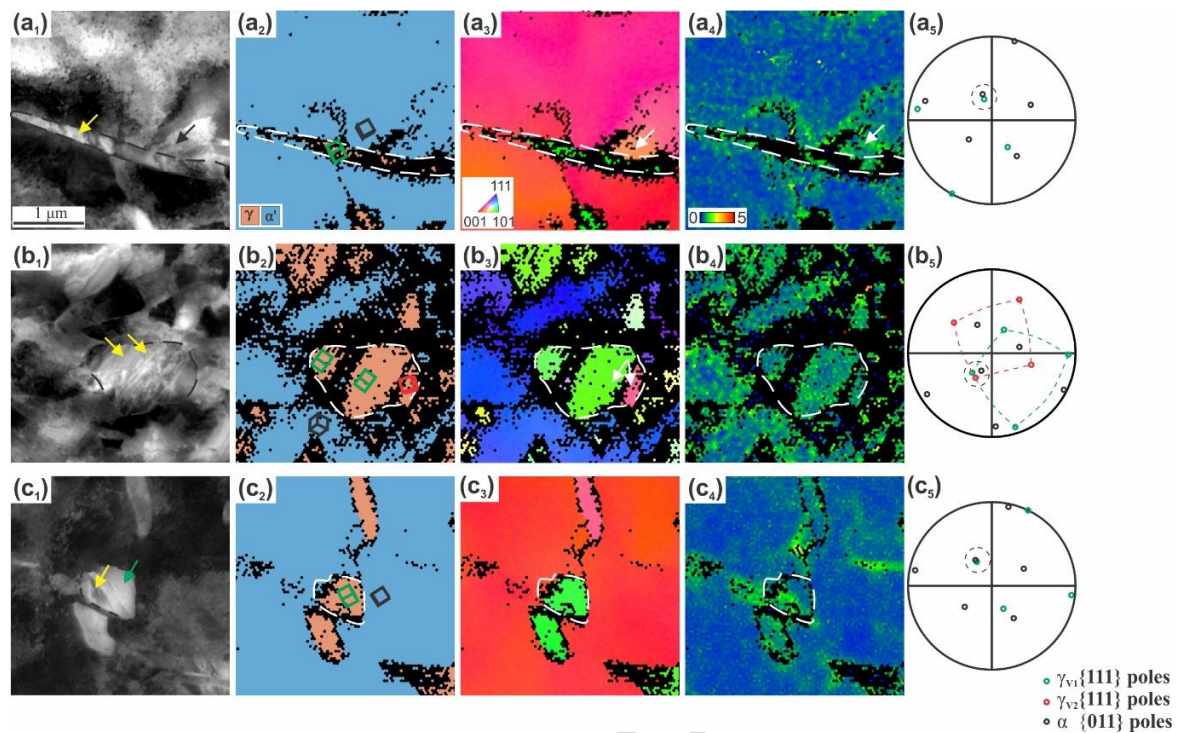 (a₁) (a₂) (a₃) (a₄) (a₅)
111
1 μm γ α' 001 101 0 5
(b₁) (b₂) (b₃) (b₄) (b₅)
(c₁) (c₂) (c₃) (c₄) (c₅)
γᵥ₁{111} poles
γᵥ₂{111} poles
α {011} poles